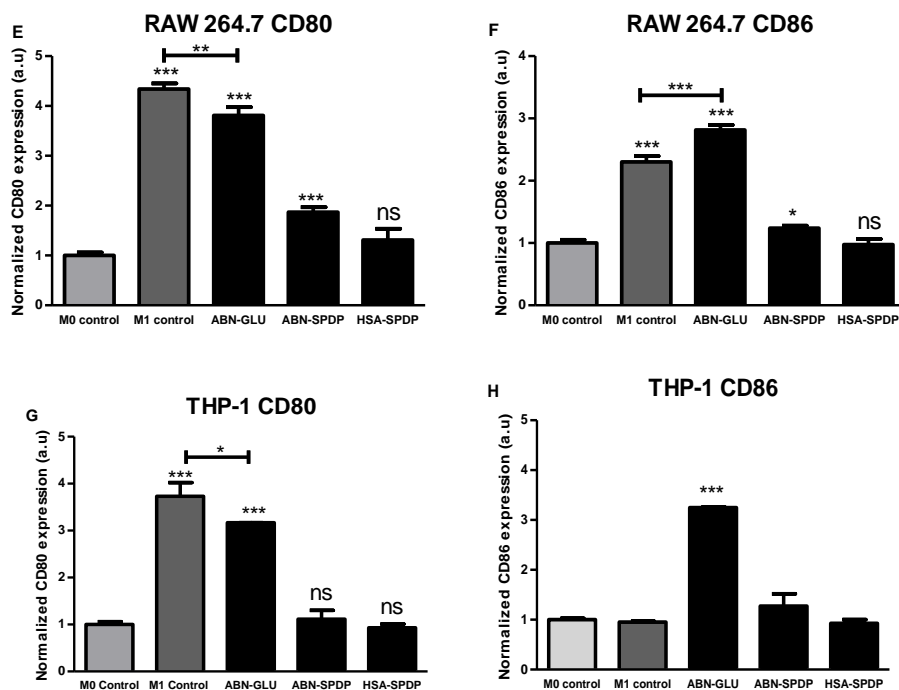 E
RAW 264.7 CD80
Normalized CD80 expression (a.u)
5
4
3
2
1
0
***
**
***
***
ns
M0 control
M1 control
ABN-GLU
ABN-SPDP
HSA-SPDP
F
RAW 264.7 CD86
Normalized CD86 expression (a.u)
4
3
2
1
0
***
***
***
*
ns
M0 control
M1 control
ABN-GLU
ABN-SPDP
HSA-SPDP
G
THP-1 CD80
Normalized CD80 expression (a.u)
5
4
3
2
1
0
***
*
***
ns
ns
M0 Control
M1 Control
ABN-GLU
ABN-SPDP
HSA-SPDP
H
THP-1 CD86
Normalized CD86 expression (a.u)
5
4
3
2
1
0
***
M0 Control
M1 Control
ABN-GLU
ABN-SPDP
HSA-SPDP